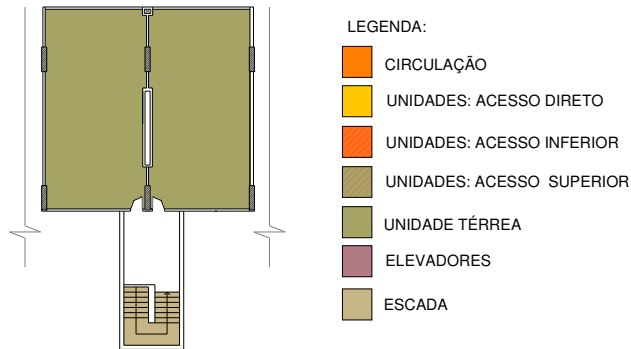 LEGENDA:
CIRCULAÇÃO
UNIDADES: ACESSO DIRETO
UNIDADES: ACESSO INFERIOR
UNIDADES: ACESSO SUPERIOR
UNIDADE TÉRREA
ELEVADORES
ESCADA